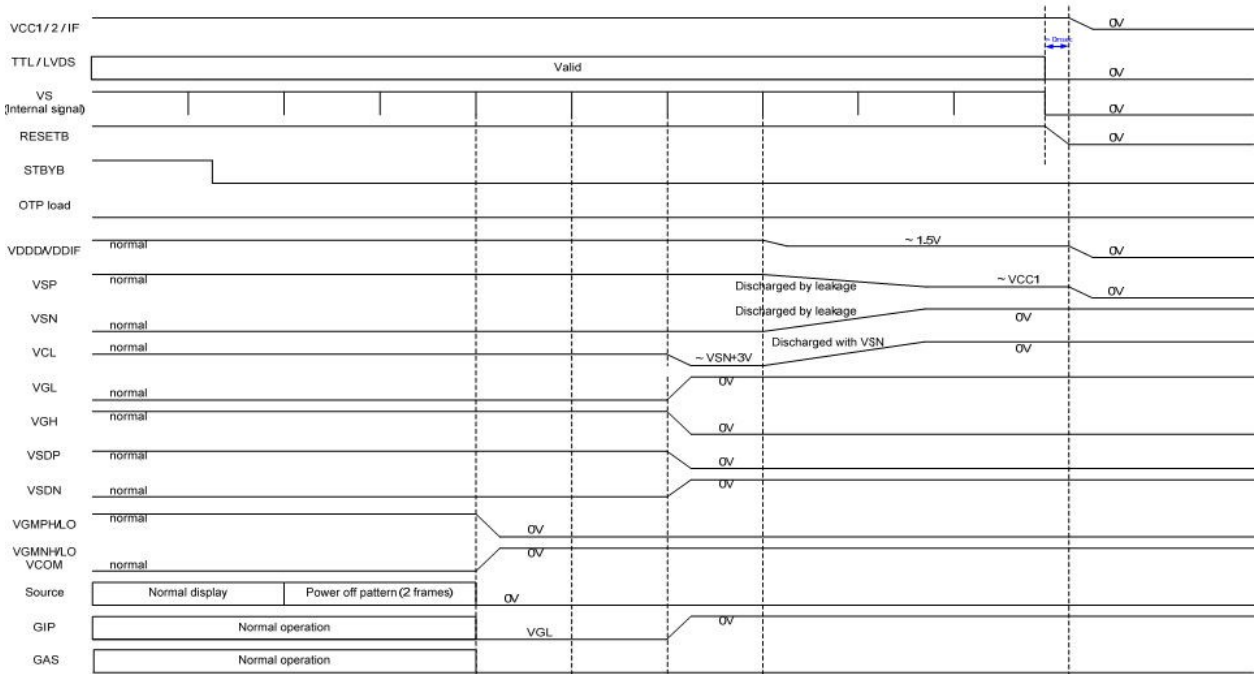 VCC1/2/IF
0V
TTL/LVDS
Valid
0V
VS
(Internal signal)
0V
RESETB
0V
STBYB
OTP load
VDDD/VDDIF
normal
~1.5V
0V
VSP
normal
Discharged by leakage
~VCC1
0V
VSN
normal
Discharged by leakage
0V
VCL
normal
~VSN+3V
Discharged with VSN
0V
VGL
normal
0V
VGH
normal
0V
VSDP
normal
0V
VSDN
normal
0V
VGMPH/LO
normal
0V
VGMNH/LO
VCOM
normal
0V
Source
Normal display
Power off pattern (2 frames)
0V
GIP
Normal operation
VGL
0V
GAS
Normal operation